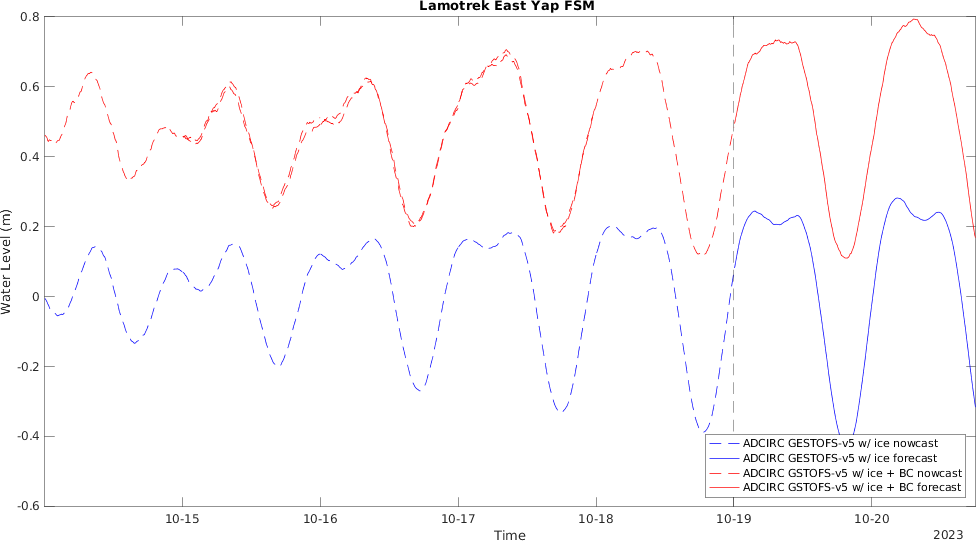 Lamotrek East Yap FSM
0.8
0.6
0.4
0.2
0
-0.2
-0.4
-0.6
Water Level (m)
ADCIRC GESTOFS-v5 w/ ice nowcast
ADCIRC GESTOFS-v5 w/ ice forecast
ADCIRC GSTOFS-v5 w/ ice + BC nowcast
ADCIRC GSTOFS-v5 w/ ice + BC forecast
10-15 10-16 10-17 10-18 10-19 10-20
Time
2023